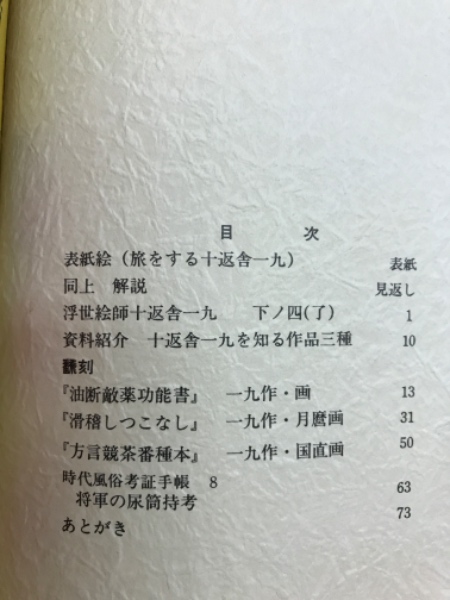 目 次
表紙絵（旅をする十返舎一九） 表紙
同上 解説 見返し
浮世絵師十返舎一九 下ノ四(了) 1
資料紹介 十返舎一九を知る作品三種 10
翻刻
『油断敵薬功能書』 一九作・画 13
『滑稽しつこなし』 一九作・月麿画 31
『方言競茶番種本』 一九作・国直画 50
時代風俗考証手帳 8 63
将軍の尿筒持考
あとがき 73